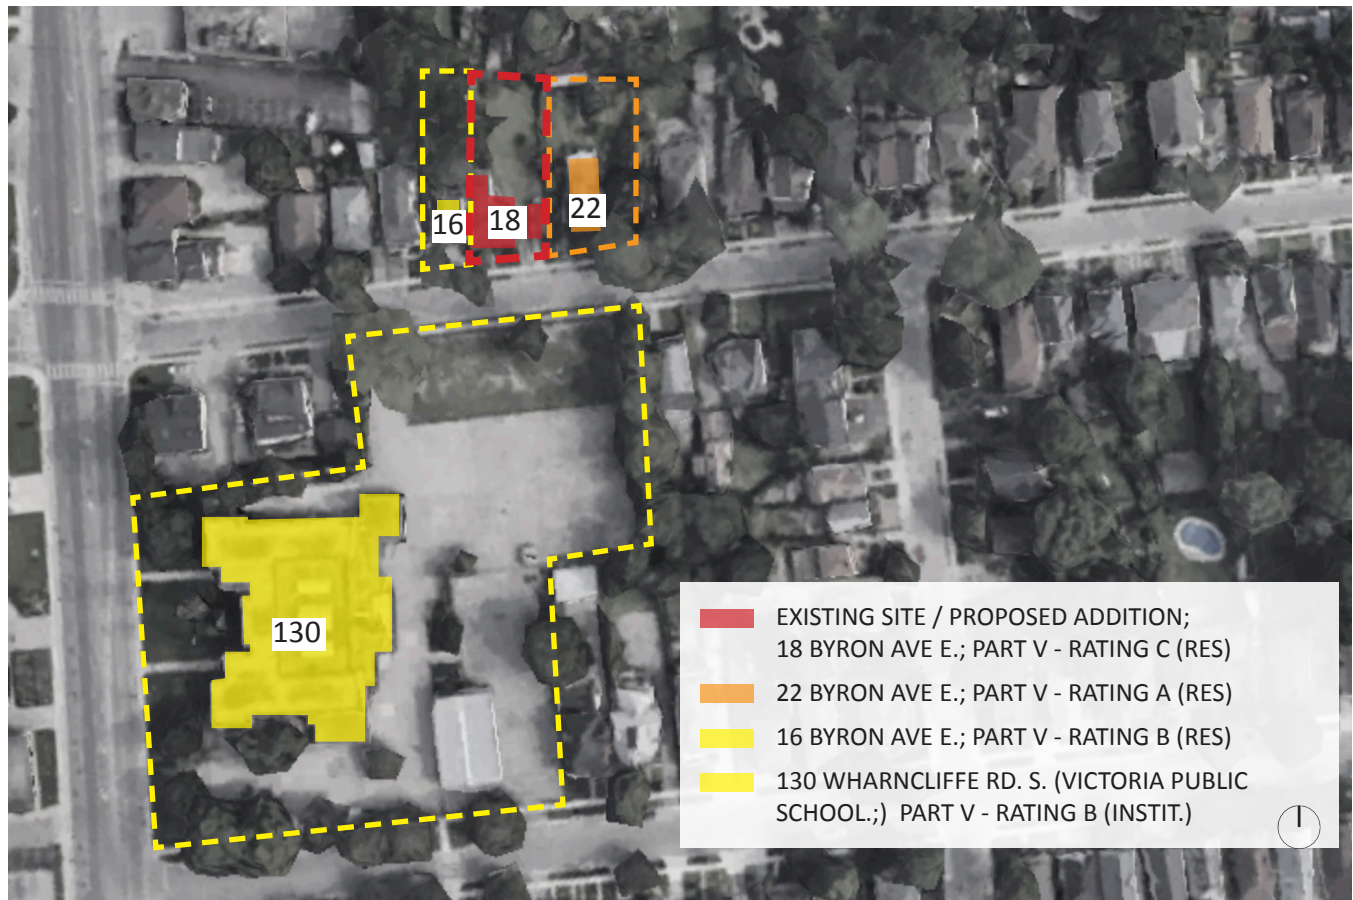 16
18
22
130
EXISTING SITE / PROPOSED ADDITION;
18 BYRON AVE E.; PART V - RATING C (RES)
22 BYRON AVE E.; PART V - RATING A (RES)
16 BYRON AVE E.; PART V - RATING B (RES)
130 WHARNCLIFFE RD. S. (VICTORIA PUBLIC
SCHOOL.;) PART V - RATING B (INSTIT.)